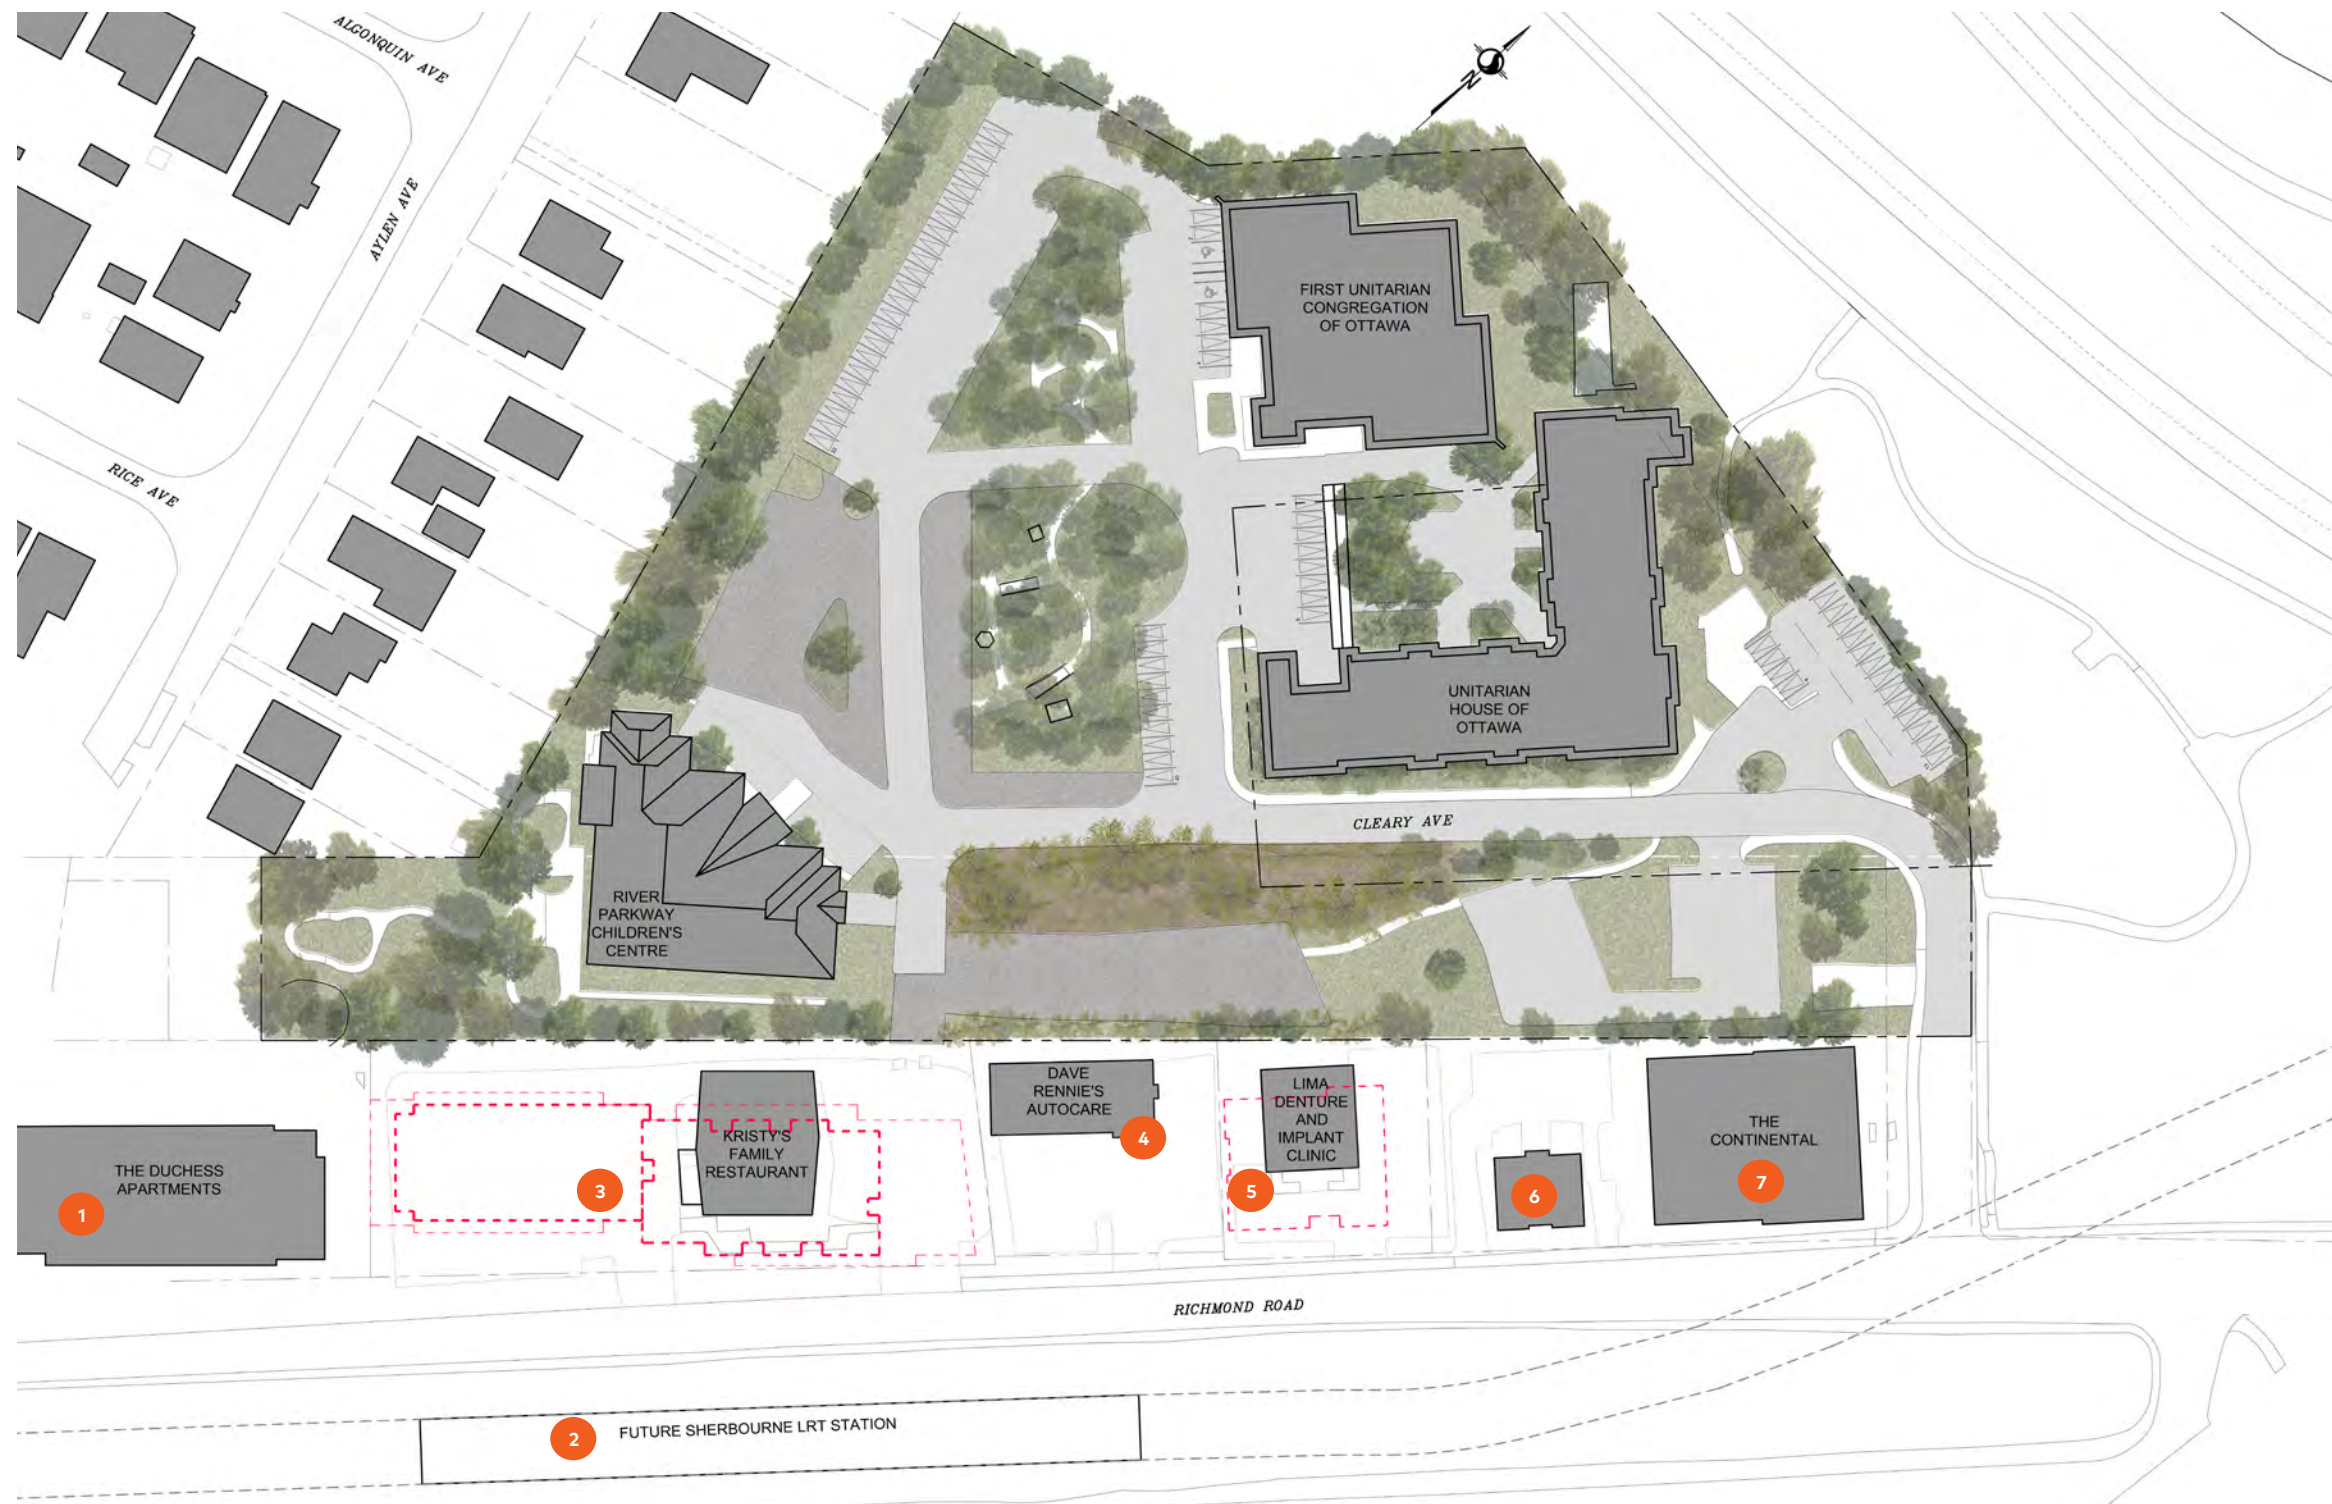 ALGONQUIN AVE
N
AYLEN AVE
RICE AVE
FIRST UNITARIAN
CONGREGATION
OF OTTAWA
UNITARIAN
HOUSE OF
OTTAWA
CLEARY AVE
RIVER
PARKWAY
CHILDREN'S
CENTRE
THE DUCHESS
APARTMENTS
1
3
KRISTY'S
FAMILY
RESTAURANT
DAVE
RENNIE'S
AUTOCARE
4
LIMA
DENTURE
AND
IMPLANT
CLINIC
5
6
THE
CONTINENTAL
7
RICHMOND ROAD
2
FUTURE SHERBOURNE LRT STATION